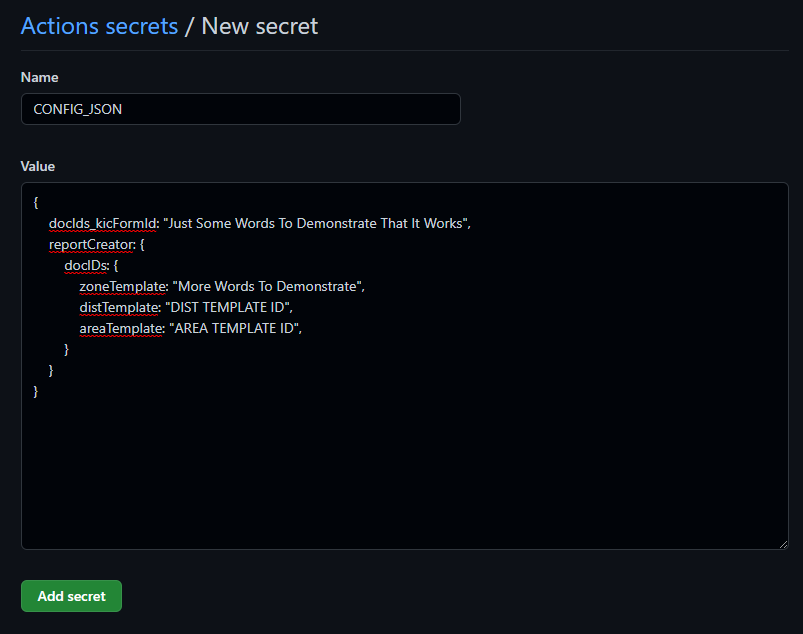 Actions secrets / New secret
Name
CONFIG_JSON
Value
{
docIds_kicFormId: "Just Some Words To Demonstrate That It Works",
reportCreator: {
docIDs: {
zoneTemplate: "More Words To Demonstrate",
distTemplate: "DIST TEMPLATE ID",
areaTemplate: "AREA TEMPLATE ID",
}
}
}
Add secret